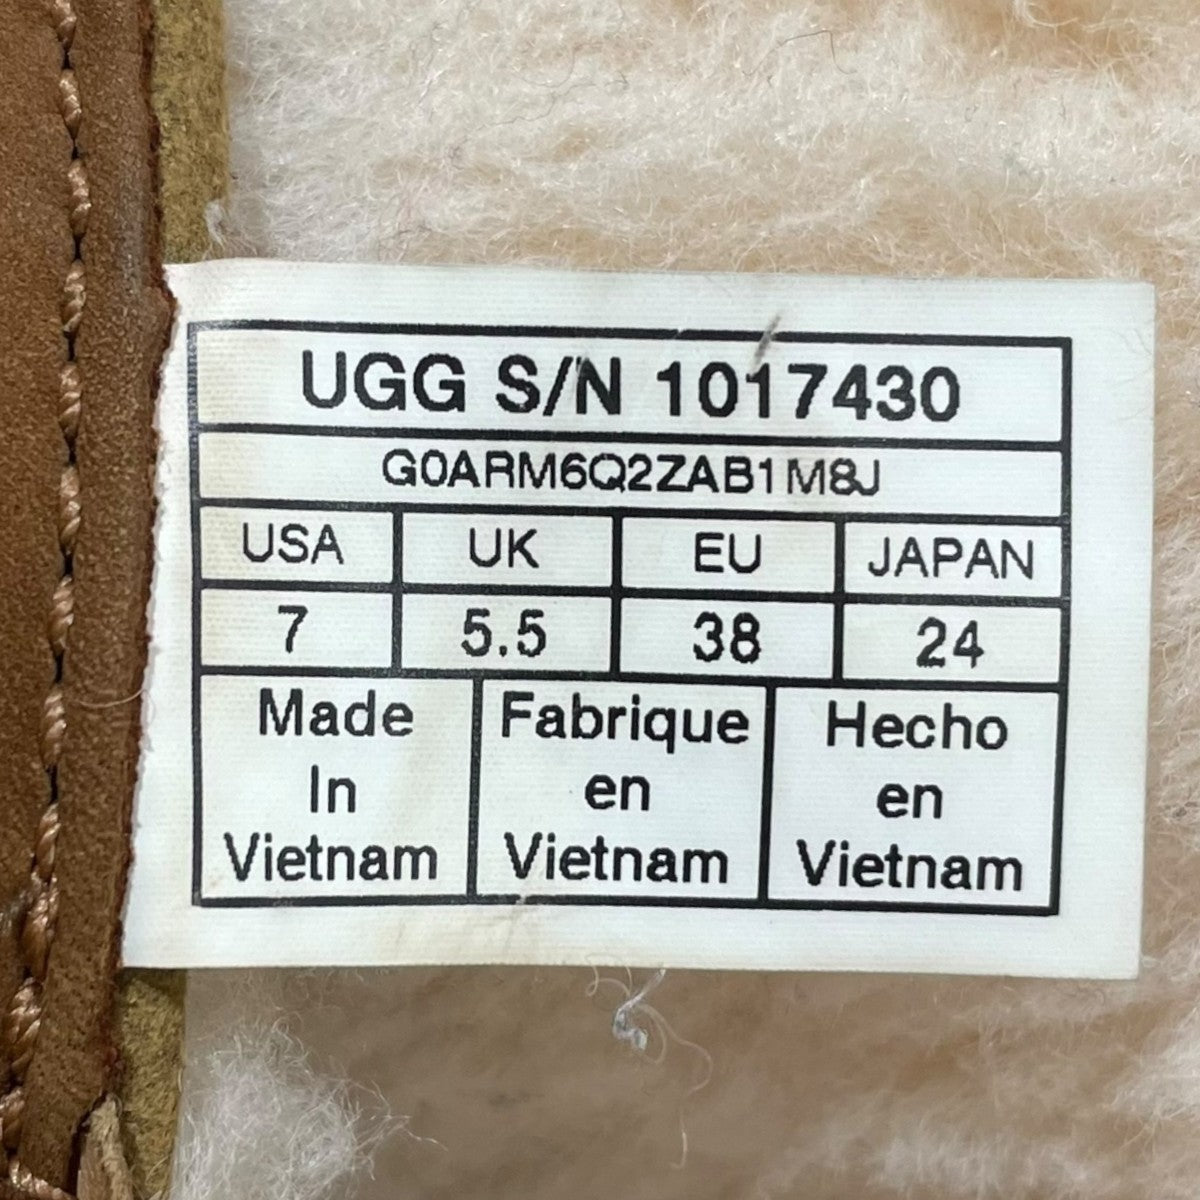 UGG S/N 1017430
G0ARM6Q2ZAB1M8J
USA UK EU JAPAN
7 5.5 38 24
Made
In
Vietnam
Fabrique
en
Vietnam
Hecho
en
Vietnam